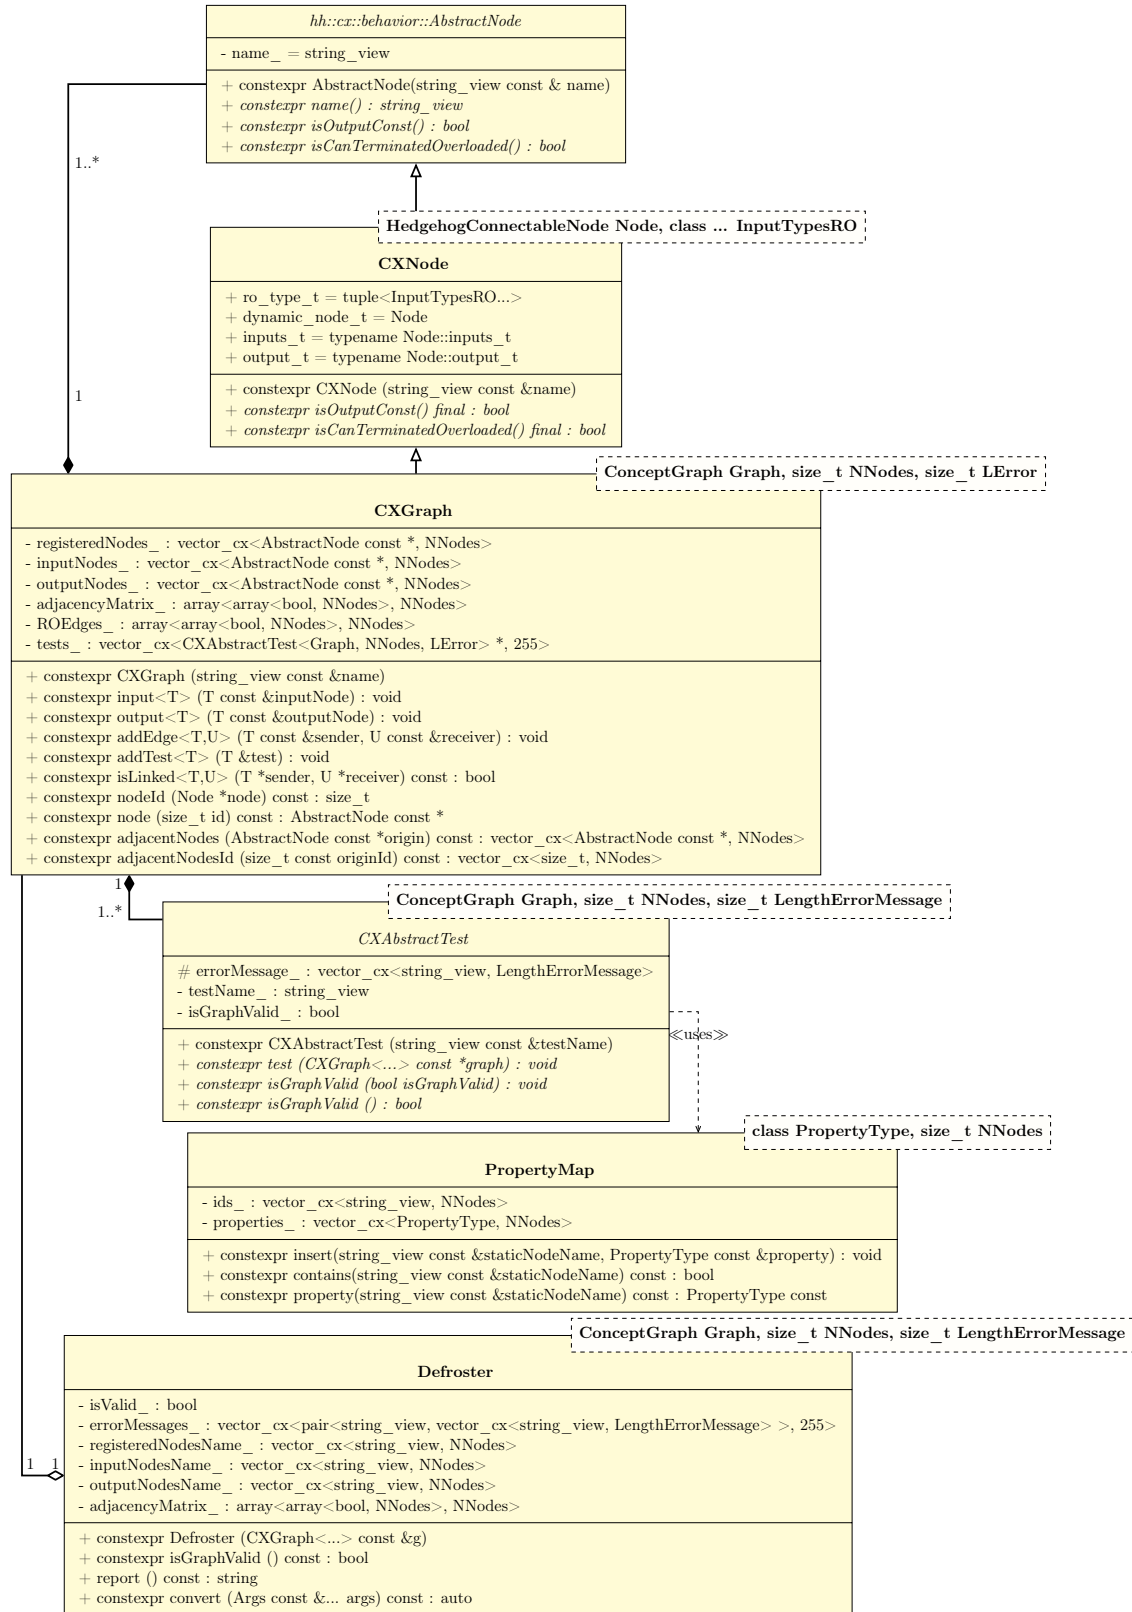 hh::cx::behavior::AbstractNode
- name_ = string_view
+ constexpr AbstractNode(string_view const & name)
+ constexpr name() : string_view
+ constexpr isOutputConst() : bool
+ constexpr isCanTerminatedOverloaded() : bool
1..*
HedgehogConnectableNode Node, class ... InputTypesRO
CXNode
+ ro_type_t = tuple<InputTypesRO...>
+ dynamic_node_t = Node
+ inputs_t = typename Node::inputs_t
+ output_t = typename Node::output_t
+ constexpr CXNode (string_view const &name)
+ constexpr isOutputConst() final : bool
+ constexpr isCanTerminatedOverloaded() final : bool
1
ConceptGraph Graph, size_t NNodes, size_t LError
CXGraph
- registeredNodes_ : vector_cx<AbstractNode const *, NNodes>
- inputNodes_ : vector_cx<AbstractNode const *, NNodes>
- outputNodes_ : vector_cx<AbstractNode const *, NNodes>
- adjacencyMatrix_ : array<array<bool, NNodes>, NNodes>
- ROEdges_ : array<array<bool, NNodes>, NNodes>
- tests_ : vector_cx<CXAbstractTest<Graph, NNodes, LError> *, 255>
+ constexpr CXGraph (string_view const &name)
+ constexpr input<T> (T const &inputNode) : void
+ constexpr output<T> (T const &outputNode) : void
+ constexpr addEdge<T,U> (T const &sender, U const &receiver) : void
+ constexpr addTest<T> (T &test) : void
+ constexpr isLinked<T,U> (T *sender, U *receiver) const : bool
+ constexpr nodeId (Node *node) const : size_t
+ constexpr node (size_t id) const : AbstractNode const *
+ constexpr adjacentNodes (AbstractNode const *origin) const : vector_cx<AbstractNode const *, NNodes>
+ constexpr adjacentNodesId (size_t const originId) const : vector_cx<size_t, NNodes>
1
1..*
ConceptGraph Graph, size_t NNodes, size_t LengthErrorMessage
CXAbstractTest
# errorMessage_ : vector_cx<string_view, LengthErrorMessage>
- testName_ : string_view
- isGraphValid_ : bool
+ constexpr CXAbstractTest (string_view const &testName)
+ constexpr test (CXGraph<...> const *graph) : void
+ constexpr isGraphValid (bool isGraphValid) : void
+ constexpr isGraphValid () : bool
≪uses≫
class PropertyType, size_t NNodes
PropertyMap
- ids_ : vector_cx<string_view, NNodes>
- properties_ : vector_cx<PropertyType, NNodes>
+ constexpr insert(string_view const &staticNodeName, PropertyType const &property) : void
+ constexpr contains(string_view const &staticNodeName) const : bool
+ constexpr property(string_view const &staticNodeName) const : PropertyType const
ConceptGraph Graph, size_t NNodes, size_t LengthErrorMessage
Defroster
- isValid_ : bool
- errorMessages_ : vector_cx<pair<string_view, vector_cx<string_view, LengthErrorMessage> >, 255>
- registeredNodesName_ : vector_cx<string_view, NNodes>
- inputNodesName_ : vector_cx<string_view, NNodes>
- outputNodesName_ : vector_cx<string_view, NNodes>
- adjacencyMatrix_ : array<array<bool, NNodes>, NNodes>
1 1
+ constexpr Defroster (CXGraph<...> const &g)
+ constexpr isGraphValid () const : bool
+ report () const : string
+ constexpr convert (Args const &... args) const : auto